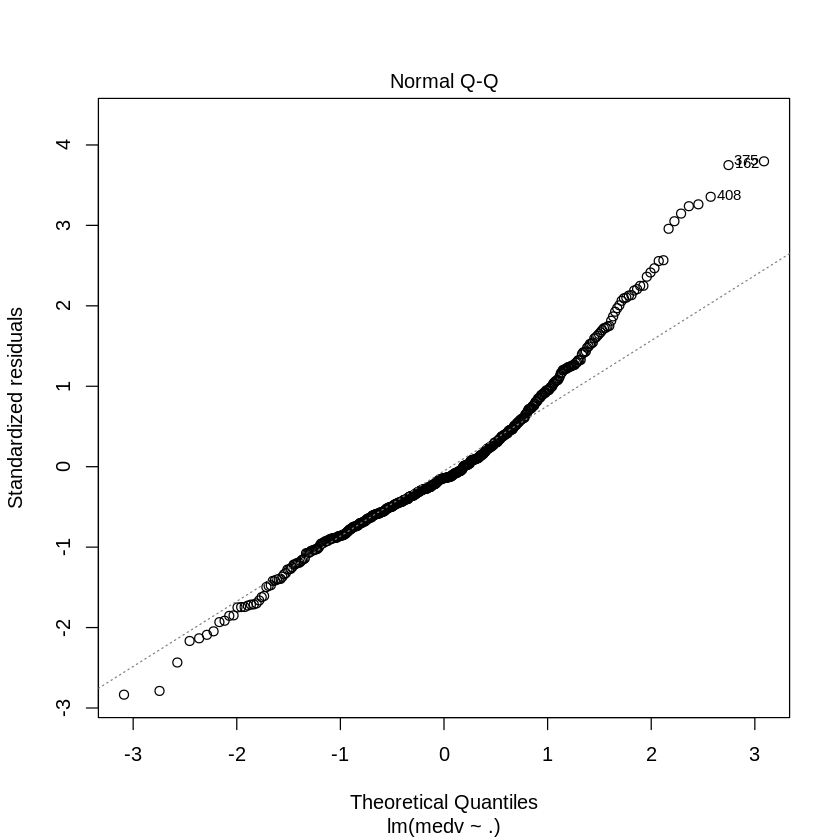 Normal Q-Q
4
3
2
1
0
-1
-2
-3
Standardized residuals
375
162
408
-3 -2 -1 0 1 2 3
Theoretical Quantiles
lm(medv ~ .)